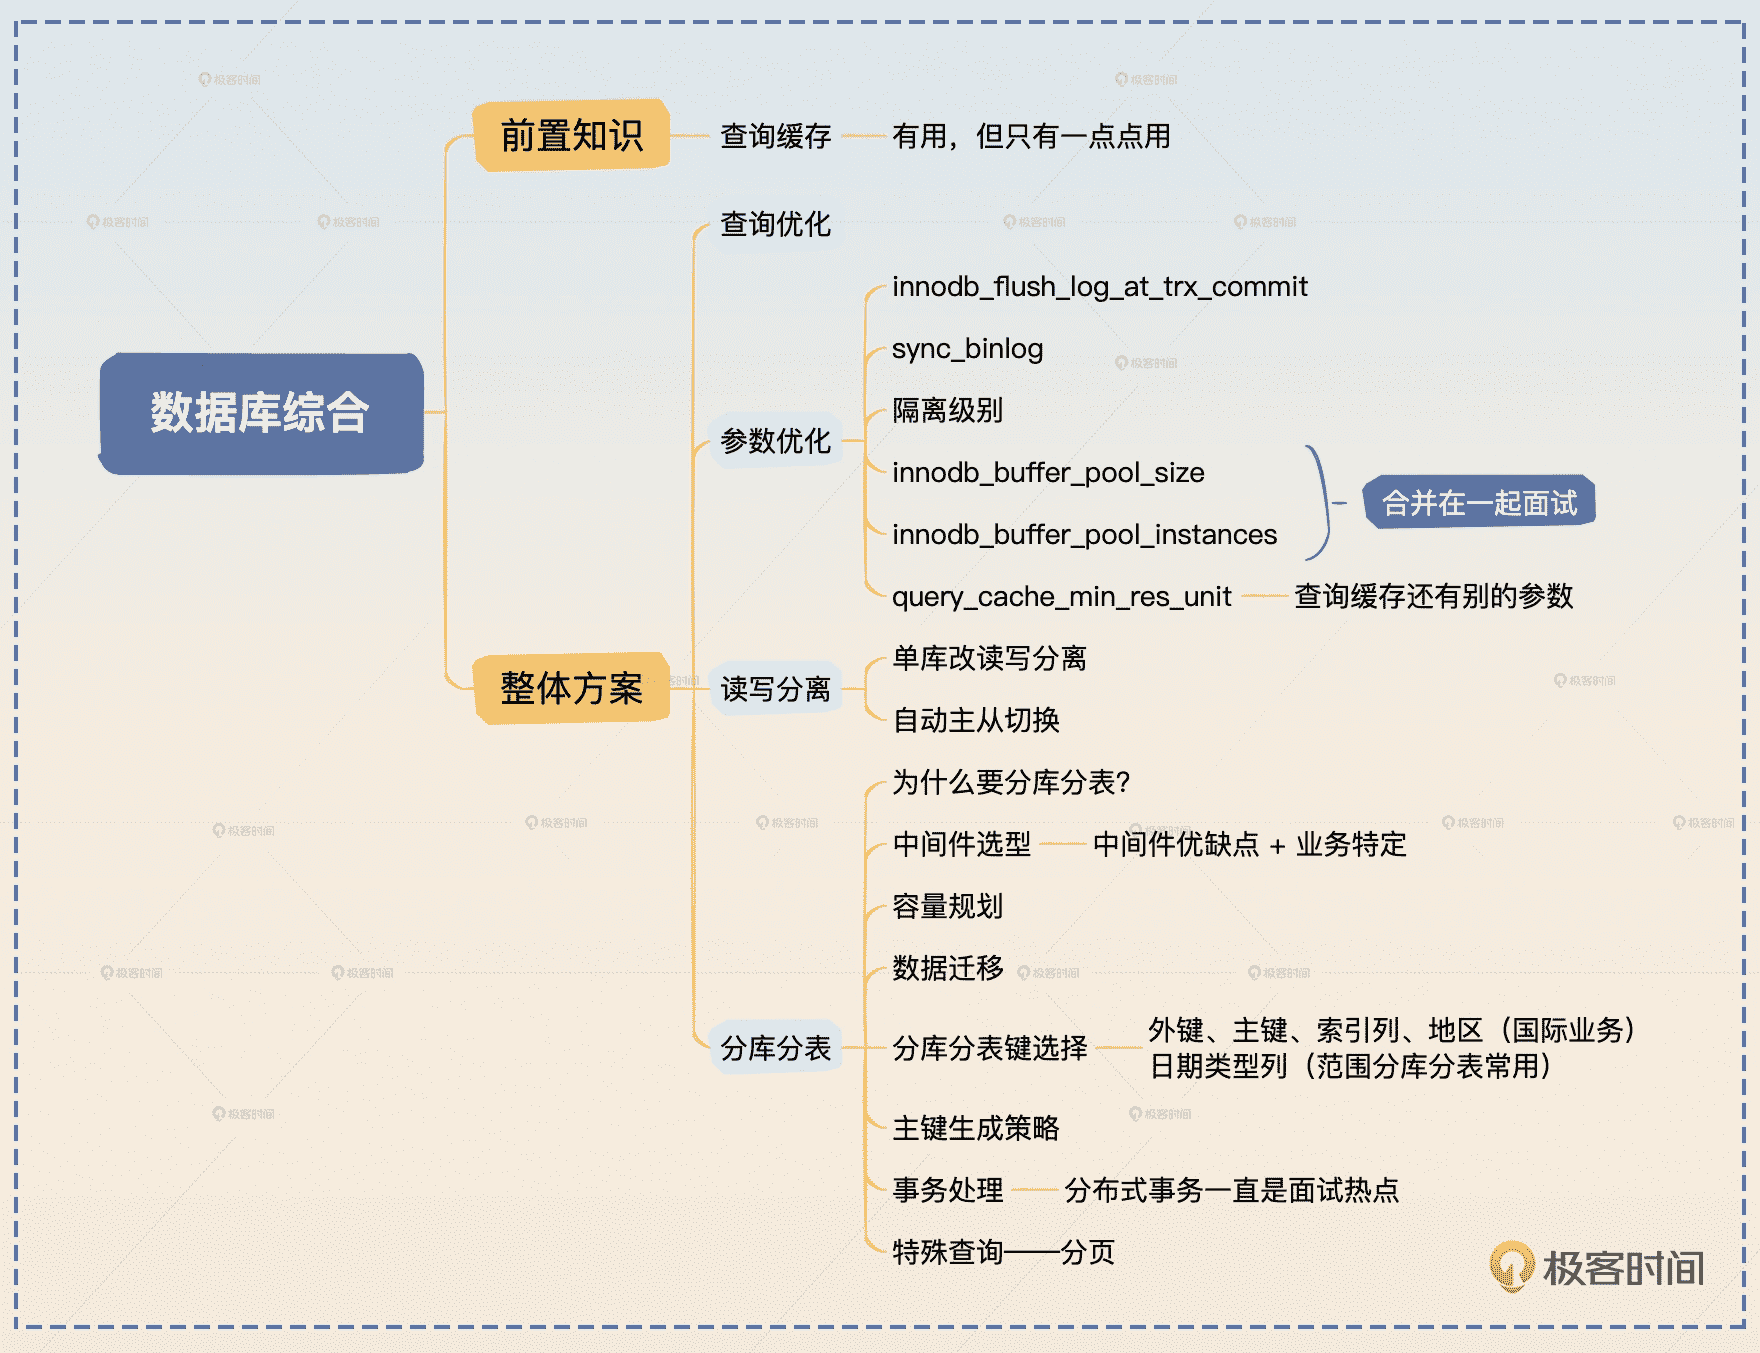 数据库综合
前置知识
查询缓存
有用，但只有一点点用
整体方案
查询优化
参数优化
innodb_flush_log_at_trx_commit
sync_binlog
隔离级别
innodb_buffer_pool_size
innodb_buffer_pool_instances
合并在一起面试
query_cache_min_res_unit
查询缓存还有别的参数
读写分离
单库改读写分离
自动主从切换
分库分表
为什么要分库分表？
中间件选型
中间件优缺点 + 业务特定
容量规划
数据迁移
分库分表键选择
外键、主键、索引列、地区（国际业务）
日期类型列（范围分库分表常用）
主键生成策略
事务处理
分布式事务一直是面试热点
特殊查询——分页
极客时间